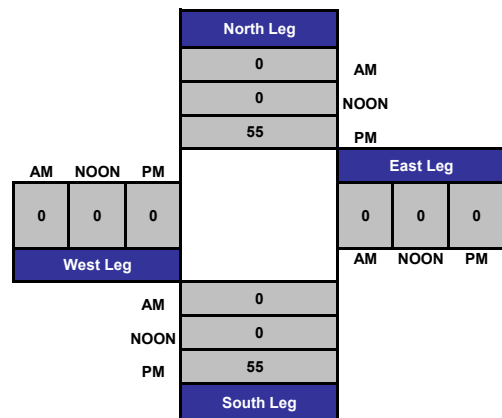 North Leg
0 AM
0 NOON
55 PM
AM NOON PM
East Leg
0 0 0
0 0 0
West Leg
AM NOON PM
AM 0
NOON 0
PM 55
South Leg